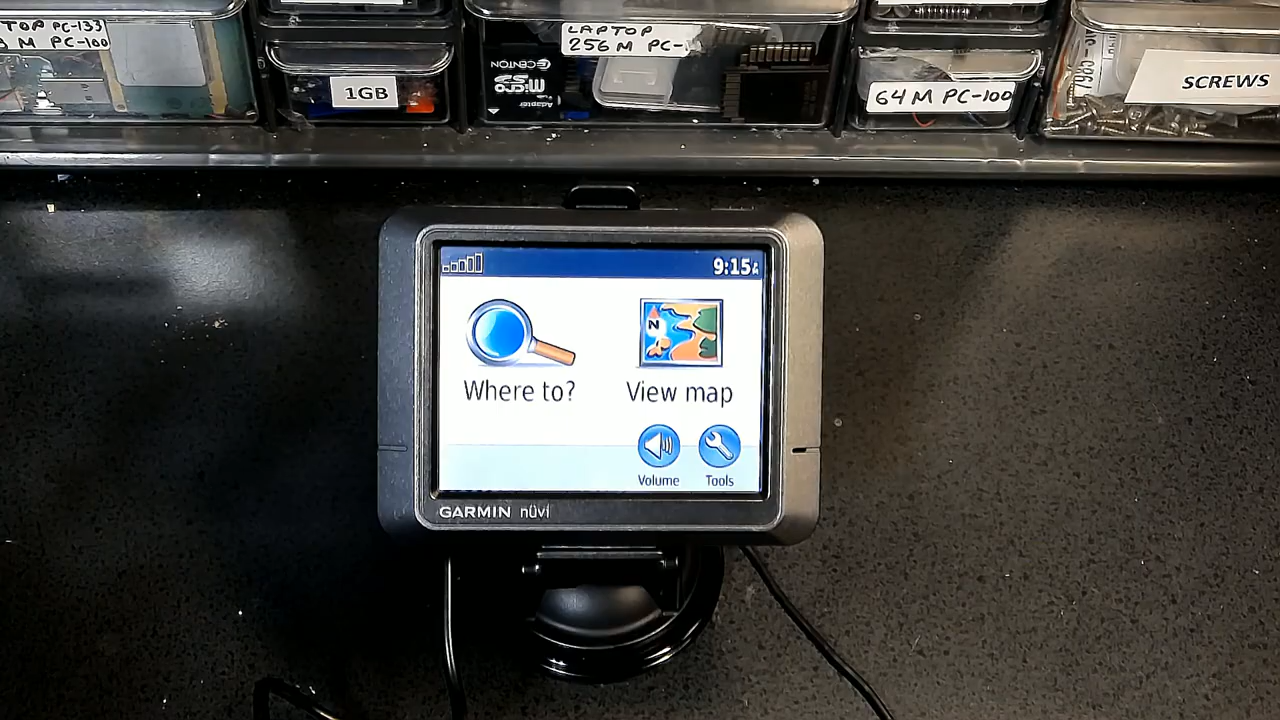 TOP PC-133
M PC-100
1GB
LAPTOP
256 M PC-
CENTON
micro
SD
Adapter
64 M PC-100
SCREWS
9:15
N
Where to?
View map
Volume
Tools
GARMIN nüvi